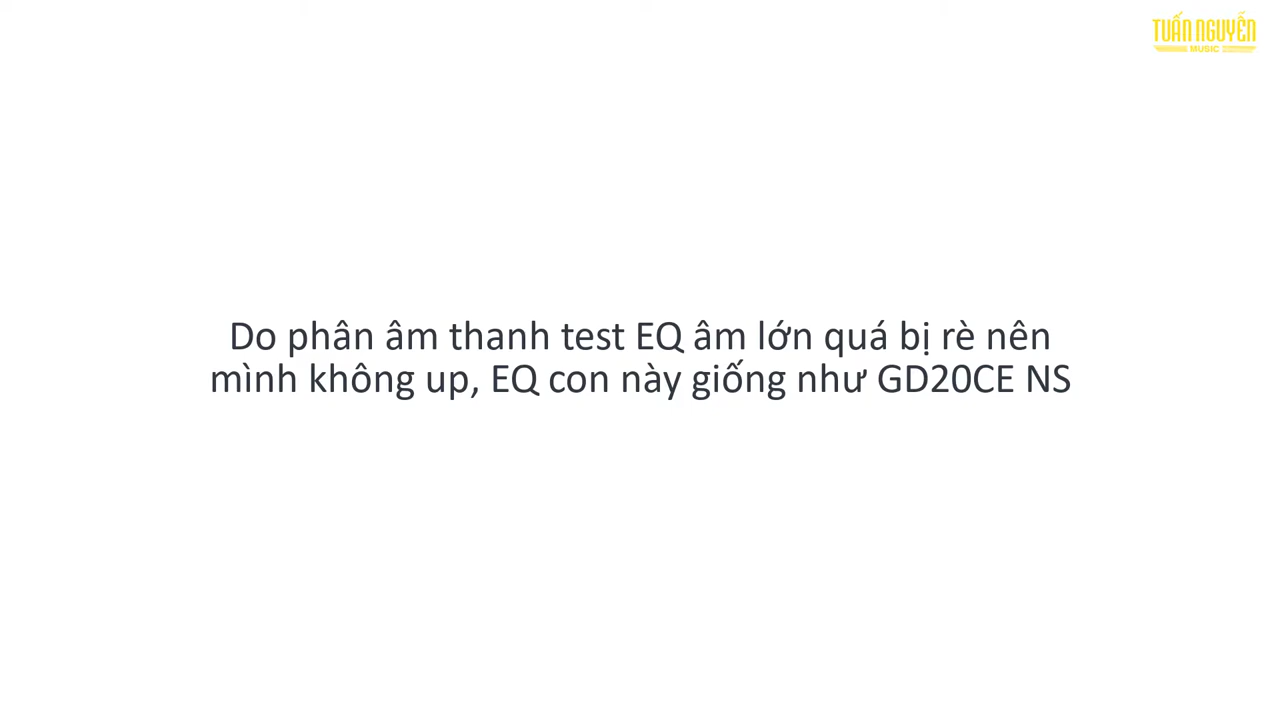 TUẤN NGUYỄN
MUSIC
Do phân âm thanh test EQ âm lớn quá bị rè nên
mình không up, EQ con này giống như GD20CE NS